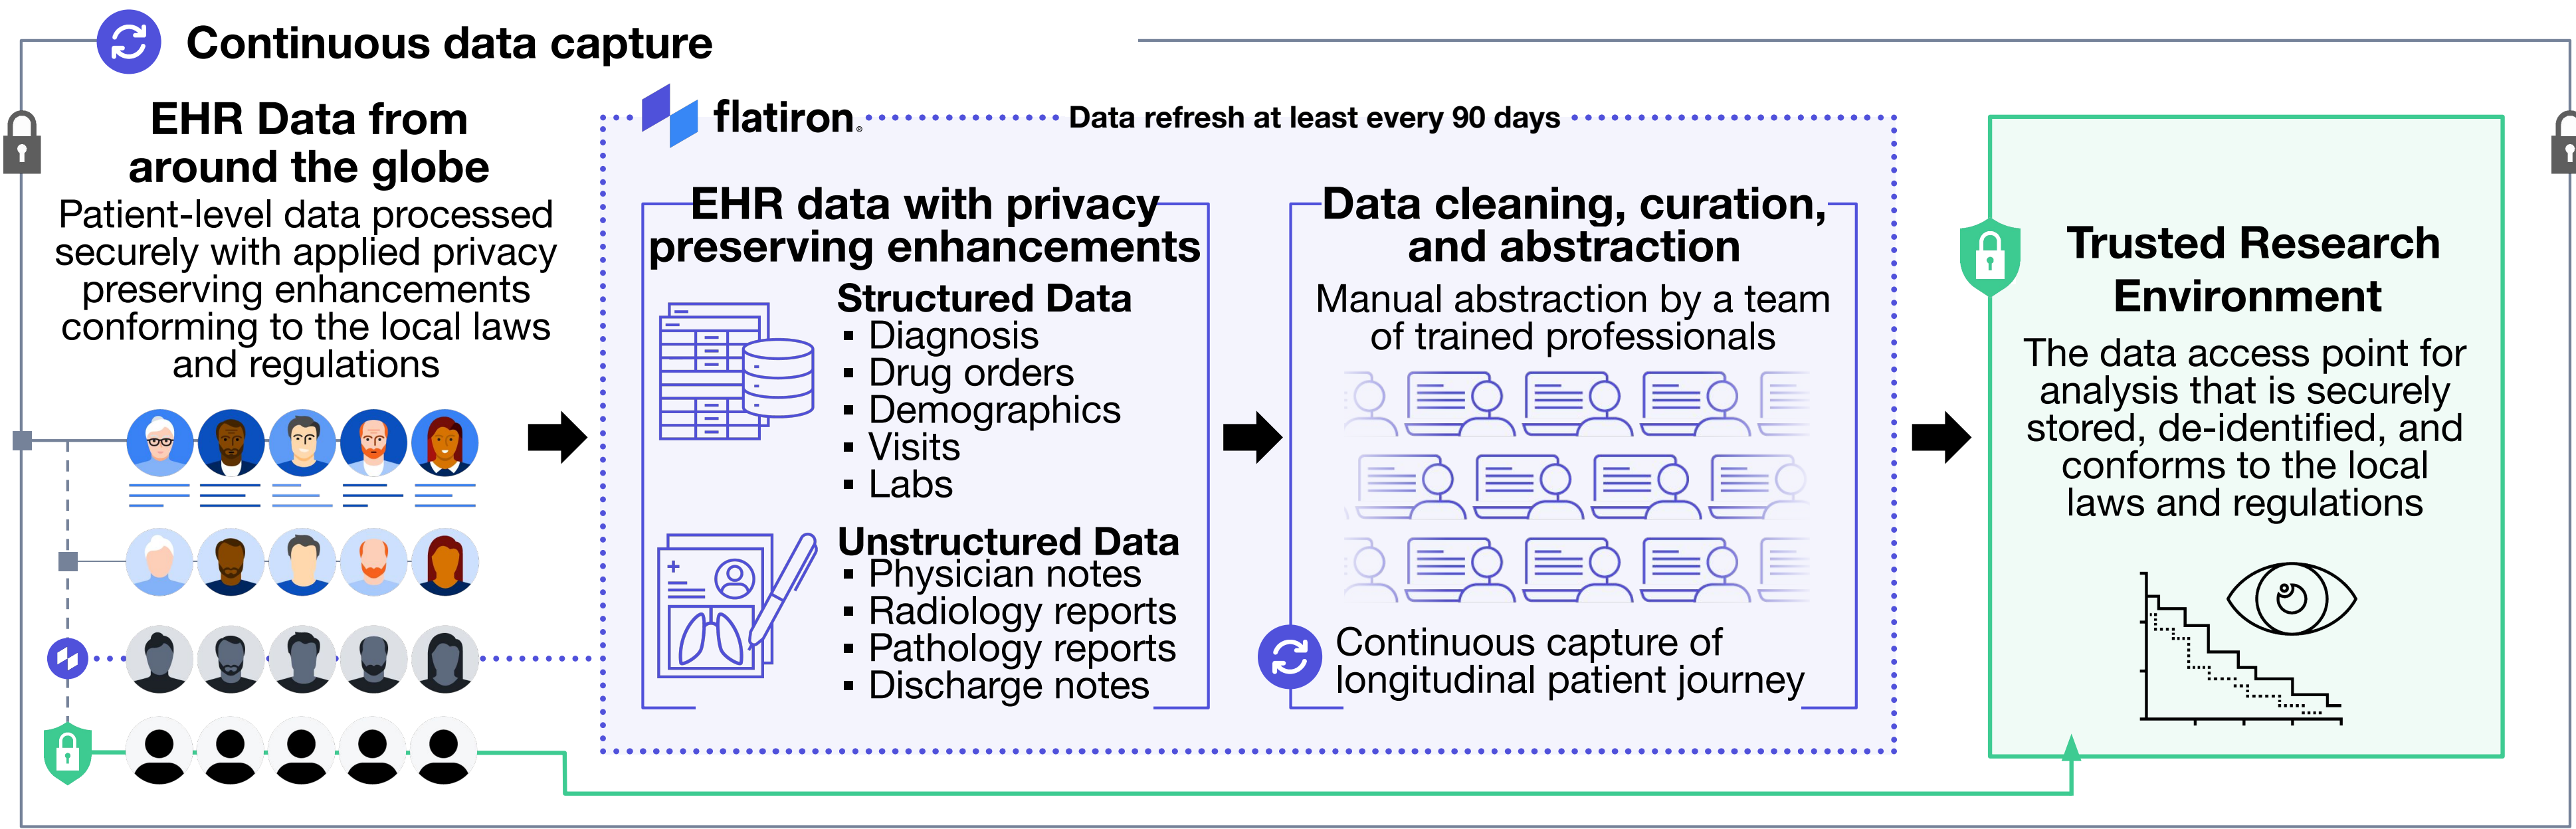 Continuous data capture
EHR Data from
around the globe
Patient-level data processed
securely with applied privacy
preserving enhancements
conforming to the local laws
and regulations
flatiron®
Data refresh at least every 90 days
EHR data with privacy
preserving enhancements
Structured Data
▪ Diagnosis
▪ Drug orders
▪ Demographics
▪ Visits
▪ Labs
Unstructured Data
▪ Physician notes
▪ Radiology reports
▪ Pathology reports
▪ Discharge notes
Data cleaning, curation,
and abstraction
Manual abstraction by a team
of trained professionals
Continuous capture of
longitudinal patient journey
Trusted Research
Environment
The data access point for
analysis that is securely
stored, de-identified, and
conforms to the local
laws and regulations